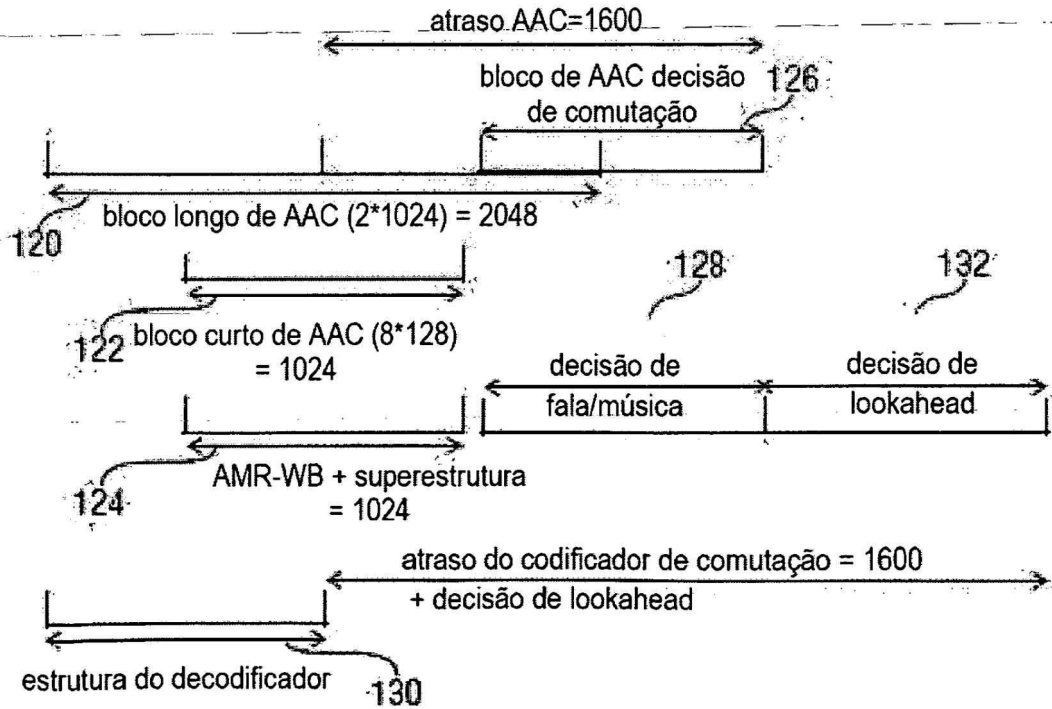 atraso AAC=1600
bloco de AAC decisão
de comutação
126
bloco longo de AAC (2*1024) = 2048
120
128
132
122
bloco curto de AAC (8*128)
= 1024
decisão de
fala/música
decisão de
lookahead
124
AMR-WB + superestrutura
= 1024
atraso do codificador de comutação = 1600
+ decisão de lookahead
estrutura do decodificador
130